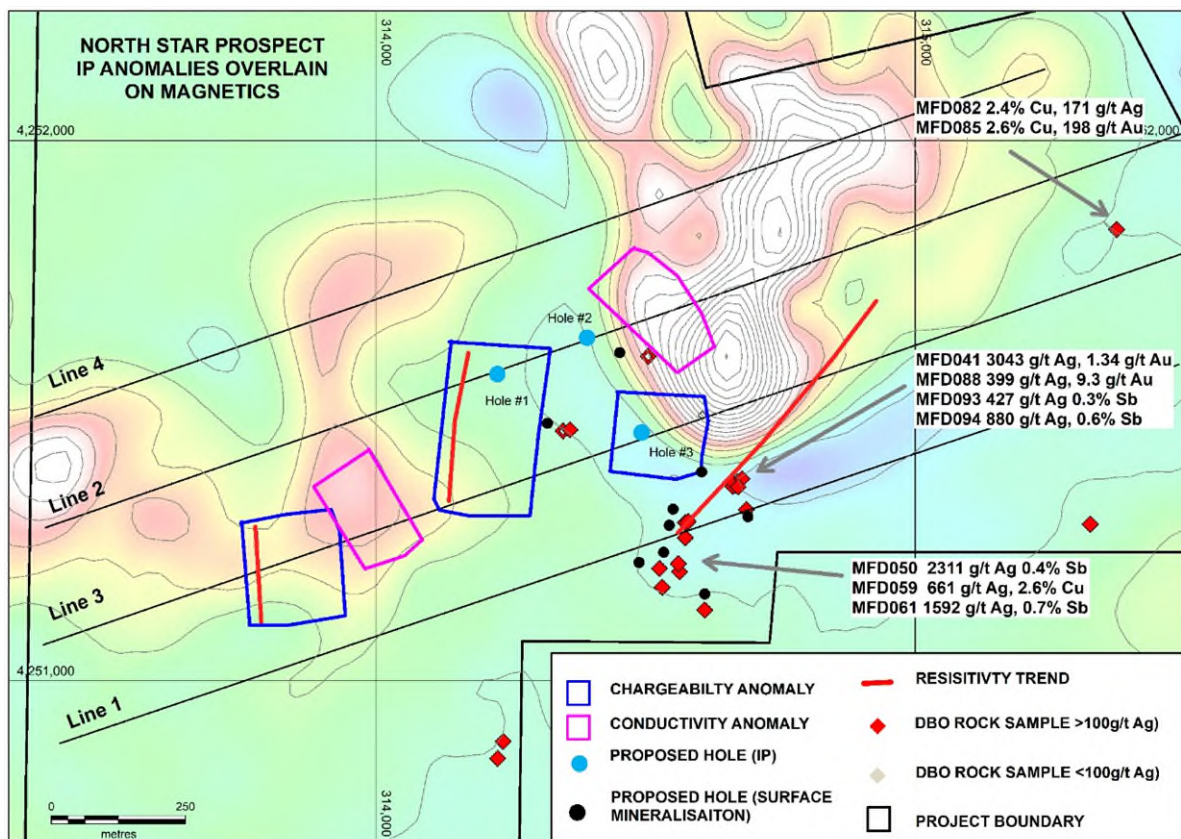 NORTH STAR PROSPECT
IP ANOMALIES OVERLAIN
ON MAGNETICS
314,000
315,000
4,252,000
MFD082 2.4% Cu, 171 g/t Ag
MFD085 2.6% Cu, 198 g/t Au
Hole #2
Hole #1
Hole #3
Line 4
Line 2
Line 3
Line 1
MFD041 3043 g/t Ag, 1.34 g/t Au
MFD088 399 g/t Ag, 9.3 g/t Au
MFD093 427 g/t Ag 0.3% Sb
MFD094 880 g/t Ag, 0.6% Sb
MFD050 2311 g/t Ag 0.4% Sb
MFD059 661 g/t Ag, 2.6% Cu
MFD061 1592 g/t Ag, 0.7% Sb
4,251,000
CHARGEABILTY ANOMALY
CONDUCTIVITY ANOMALY
PROPOSED HOLE (IP)
PROPOSED HOLE (SURFACE
MINERALISAITON)
RESISITIVTY TREND
DBO ROCK SAMPLE >100g/t Ag)
DBO ROCK SAMPLE <100g/t Ag)
PROJECT BOUNDARY
0 250
metres
314,000